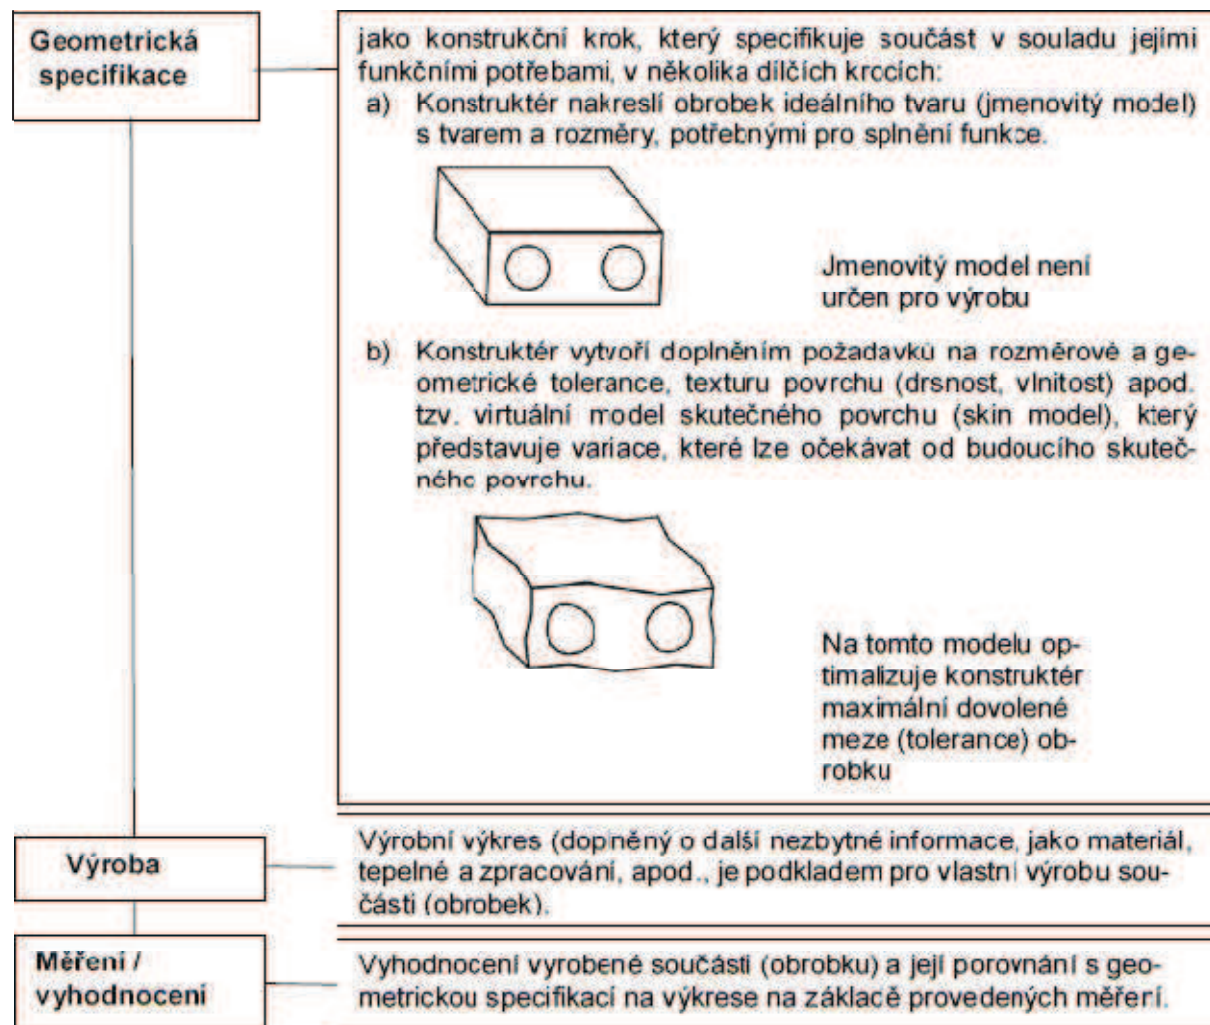 Geometrická
specifikace
jako konstrukční krok, který specifikuje součást v souladu jejími
funkčními potřebami, v několika dílčích krocích:
a) Konstruktér nakreslí obrobek ideálního tvaru (jmenovitý model)
s tvarem a rozměry, potřebnými pro splnění funkce.
Jmenovitý model není
určen pro výrobu
b) Konstruktér vytvoří doplněním požadavků na rozměrové a ge-
ometrické tolerance, texturu povrchu (drsnost, vlnitost) apod.
tzv. virtuální model skutečného povrchu (skin model), který
představuje variace, které lze očekávat od budoucího skuteč-
ného povrchu.
Na tomto modelu op-
timalizuje konstruktér
maximální dovolené
meze (tolerance) ob-
robku
Výroba
Výrobní výkres (doplněný o další nezbytné informace, jako materiál,
tepelné a zpracování, apod., je podkladem pro vlastní výrobu sou-
části (obrobek).
Měření /
vyhodnocení
Vyhodnocení vyrobené součásti (obrobku) a její porovnání s geo-
metrickou specifikací na výkrese na základě provedených měření.